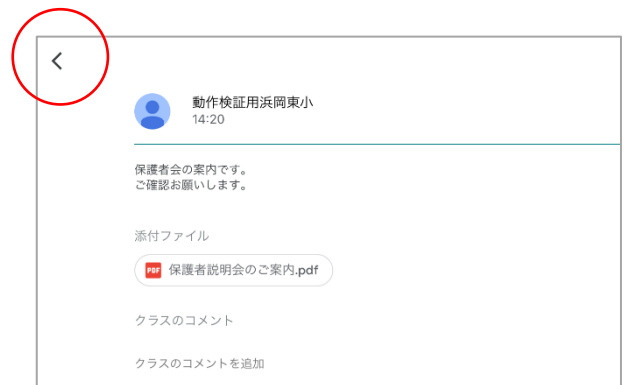 動作検証用浜岡東小
14:20
保護者会の案内です。
ご確認お願いします。
添付ファイル
PDF 保護者説明会のご案内.pdf
クラスのコメント
クラスのコメントを追加